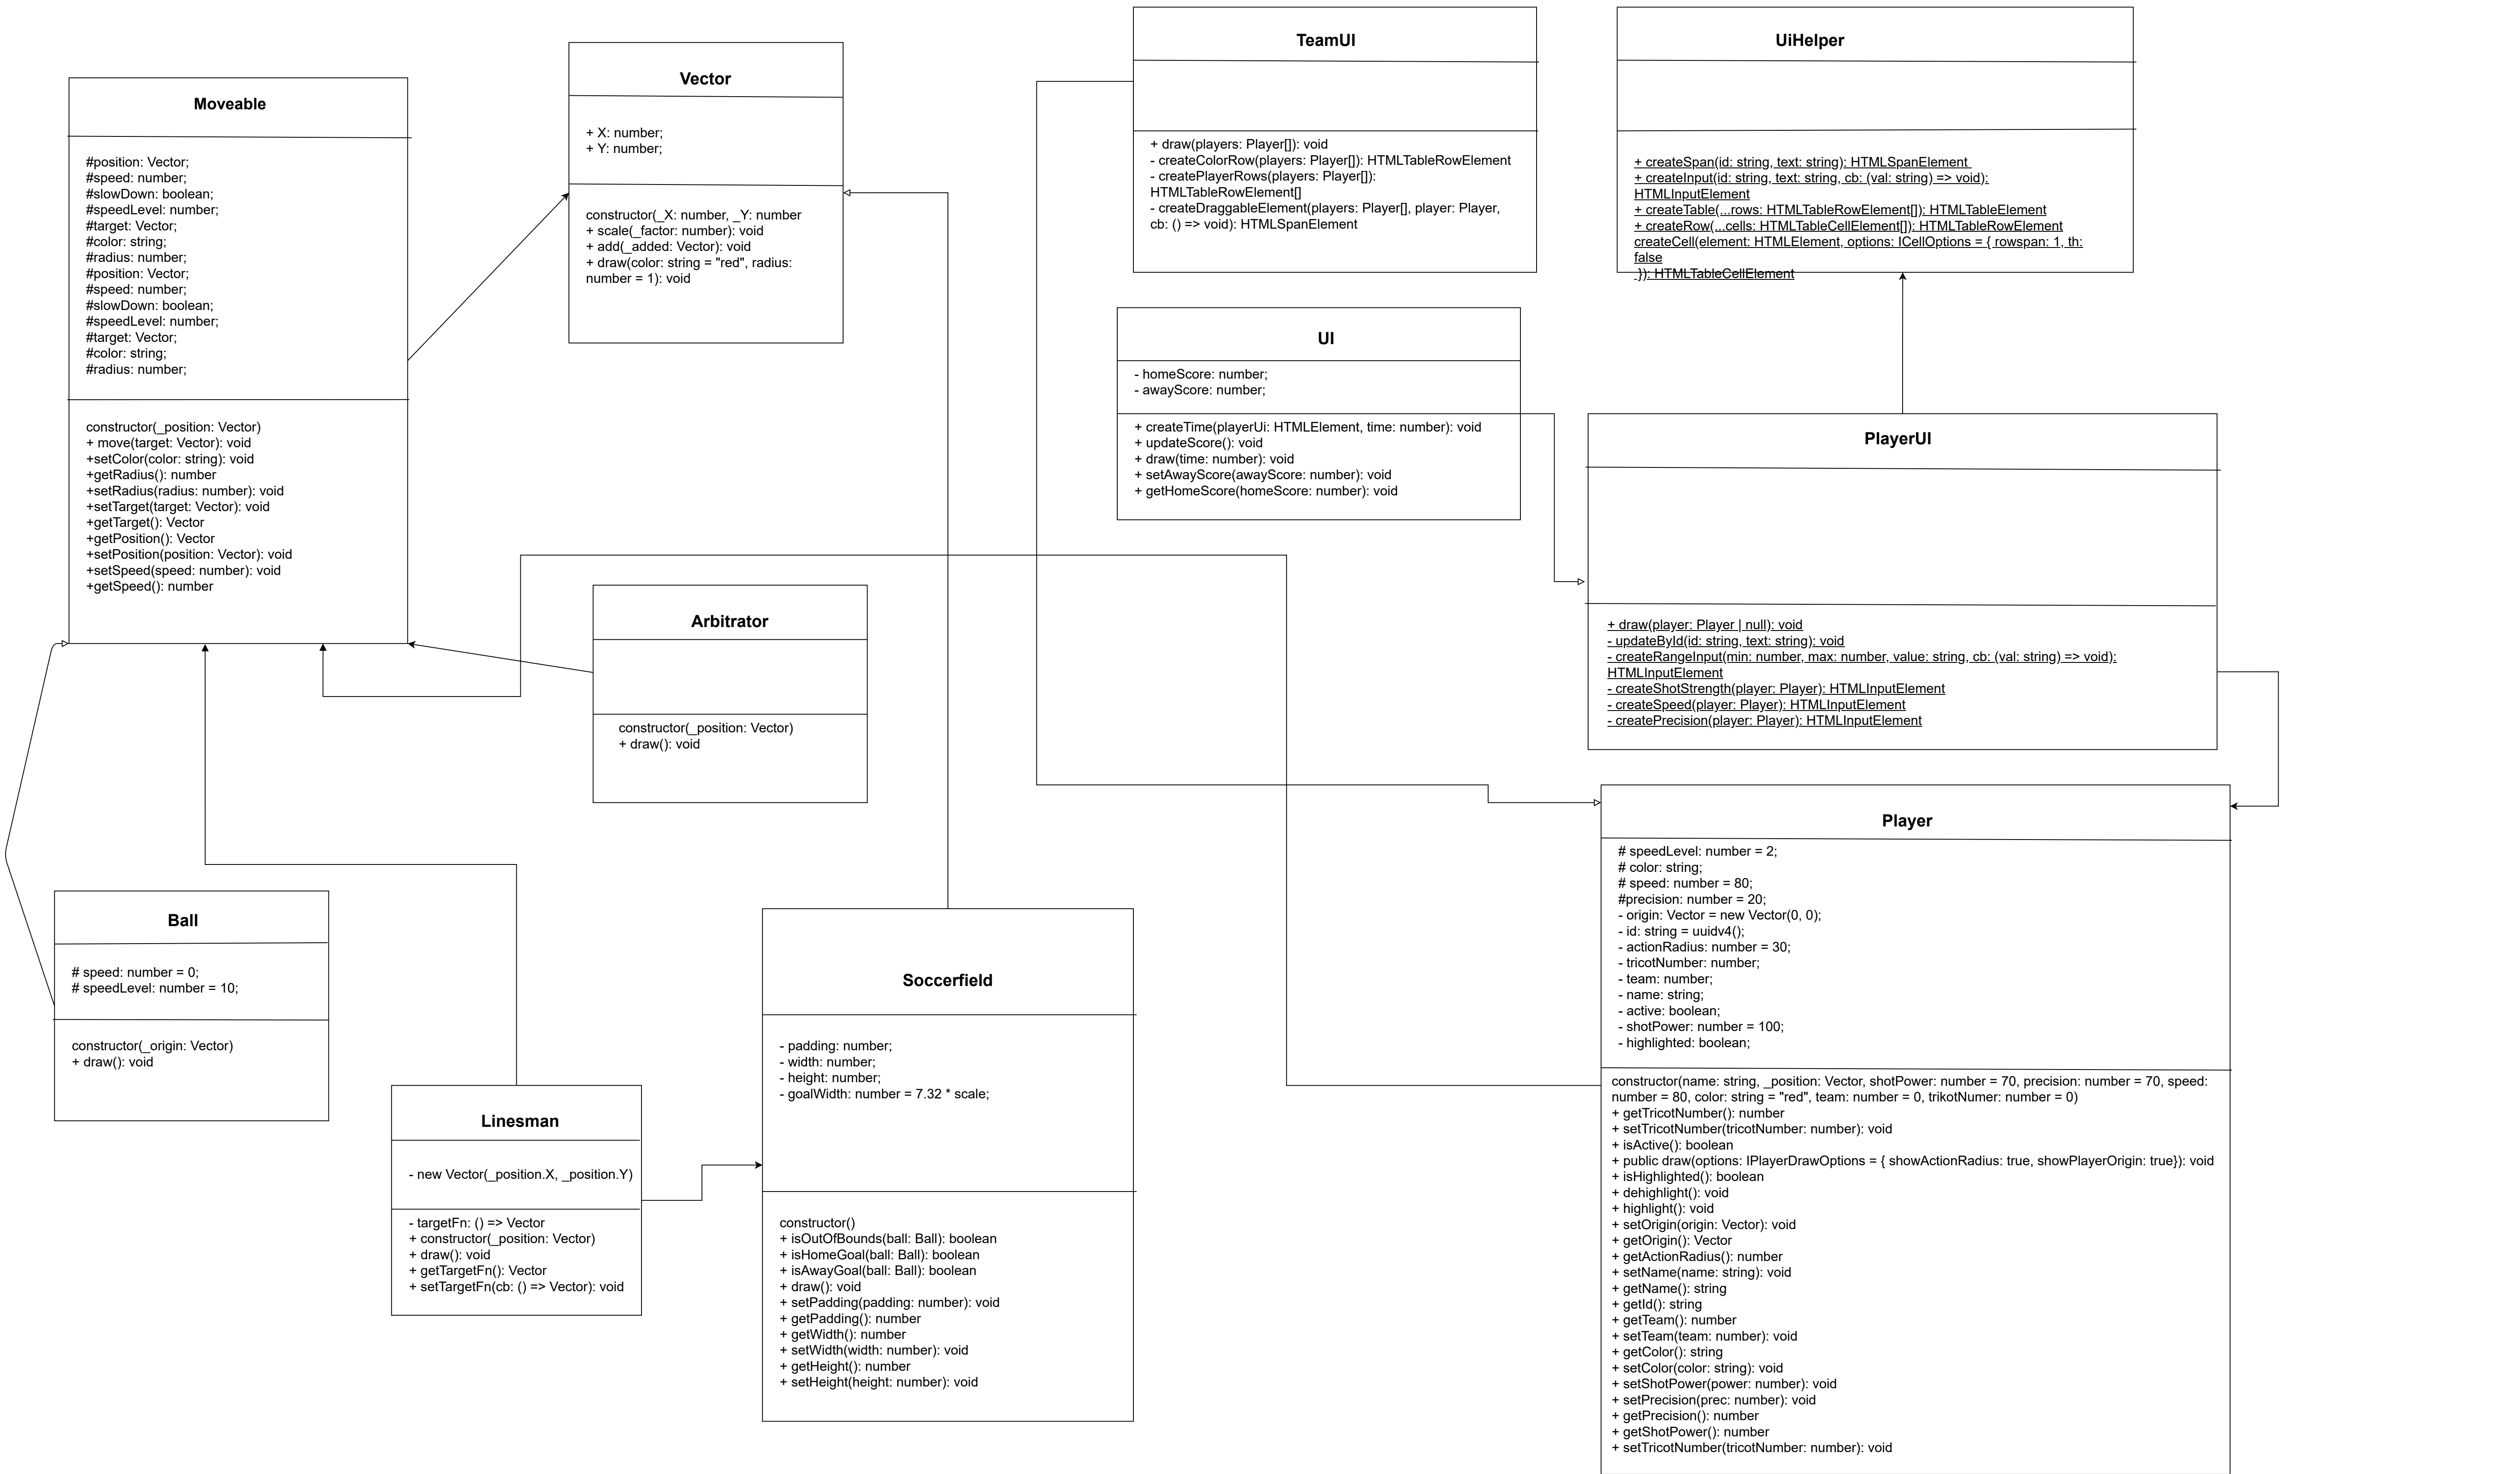 Moveable
#position: Vector;
#speed: number;
#slowDown: boolean;
#speedLevel: number;
#target: Vector;
#color: string;
#radius: number;
#position: Vector;
#speed: number;
#slowDown: boolean;
#speedLevel: number;
#target: Vector;
#color: string;
#radius: number;
constructor(_position: Vector)
+ move(target: Vector): void
+setColor(color: string): void
+getRadius(): number
+setRadius(radius: number): void
+setTarget(target: Vector): void
+getTarget(): Vector
+getPosition(): Vector
+setPosition(position: Vector): void
+setSpeed(speed: number): void
+getSpeed(): number
Vector
+ X: number;
+ Y: number;
constructor(_X: number, _Y: number
+ scale(_factor: number): void
+ add(_added: Vector): void
+ draw(color: string = "red", radius:
number = 1): void
TeamUI
+ draw(players: Player[]): void
- createColorRow(players: Player[]): HTMLTableRowElement
- createPlayerRows(players: Player[]):
HTMLTableRowElement[]
- createDraggableElement(players: Player[], player: Player,
cb: () => void): HTMLSpanElement
UiHelper
+ createSpan(id: string, text: string): HTMLSpanElement
+ createInput(id: string, text: string, cb: (val: string) => void):
HTMLInputElement
+ createTable(...rows: HTMLTableRowElement[]): HTMLTableElement
+ createRow(...cells: HTMLTableCellElement[]): HTMLTableRowElement
createCell(element: HTMLElement, options: ICellOptions = { rowspan: 1, th:
false
}): HTMLTableCellElement
UI
- homeScore: number;
- awayScore: number;
+ createTime(playerUi: HTMLElement, time: number): void
+ updateScore(): void
+ draw(time: number): void
+ setAwayScore(awayScore: number): void
+ getHomeScore(homeScore: number): void
PlayerUI
+ draw(player: Player | null): void
- updateById(id: string, text: string): void
- createRangeInput(min: number, max: number, value: string, cb: (val: string) => void):
HTMLInputElement
- createShotStrength(player: Player): HTMLInputElement
- createSpeed(player: Player): HTMLInputElement
- createPrecision(player: Player): HTMLInputElement
Arbitrator
constructor(_position: Vector)
+ draw(): void
Ball
# speed: number = 0;
# speedLevel: number = 10;
constructor(_origin: Vector)
+ draw(): void
Linesman
- new Vector(_position.X, _position.Y)
- targetFn: () => Vector
+ constructor(_position: Vector)
+ draw(): void
+ getTargetFn(): Vector
+ setTargetFn(cb: () => Vector): void
Soccerfield
- padding: number;
- width: number;
- height: number;
- goalWidth: number = 7.32 * scale;
constructor()
+ isOutOfBounds(ball: Ball): boolean
+ isHomeGoal(ball: Ball): boolean
+ isAwayGoal(ball: Ball): boolean
+ draw(): void
+ setPadding(padding: number): void
+ getPadding(): number
+ getWidth(): number
+ setWidth(width: number): void
+ getHeight(): number
+ setHeight(height: number): void
Player
# speedLevel: number = 2;
# color: string;
# speed: number = 80;
#precision: number = 20;
- origin: Vector = new Vector(0, 0);
- id: string = uuidv4();
- actionRadius: number = 30;
- tricotNumber: number;
- team: number;
- name: string;
- active: boolean;
- shotPower: number = 100;
- highlighted: boolean;
constructor(name: string, _position: Vector, shotPower: number = 70, precision: number = 70, speed:
number = 80, color: string = "red", team: number = 0, trikotNumer: number = 0)
+ getTricotNumber(): number
+ setTricotNumber(tricotNumber: number): void
+ isActive(): boolean
+ public draw(options: IPlayerDrawOptions = { showActionRadius: true, showPlayerOrigin: true}): void
+ isHighlighted(): boolean
+ dehighlight(): void
+ highlight(): void
+ setOrigin(origin: Vector): void
+ getOrigin(): Vector
+ getActionRadius(): number
+ setName(name: string): void
+ getName(): string
+ getId(): string
+ getTeam(): number
+ setTeam(team: number): void
+ getColor(): string
+ setColor(color: string): void
+ setShotPower(power: number): void
+ setPrecision(prec: number): void
+ getPrecision(): number
+ getShotPower(): number
+ setTricotNumber(tricotNumber: number): void